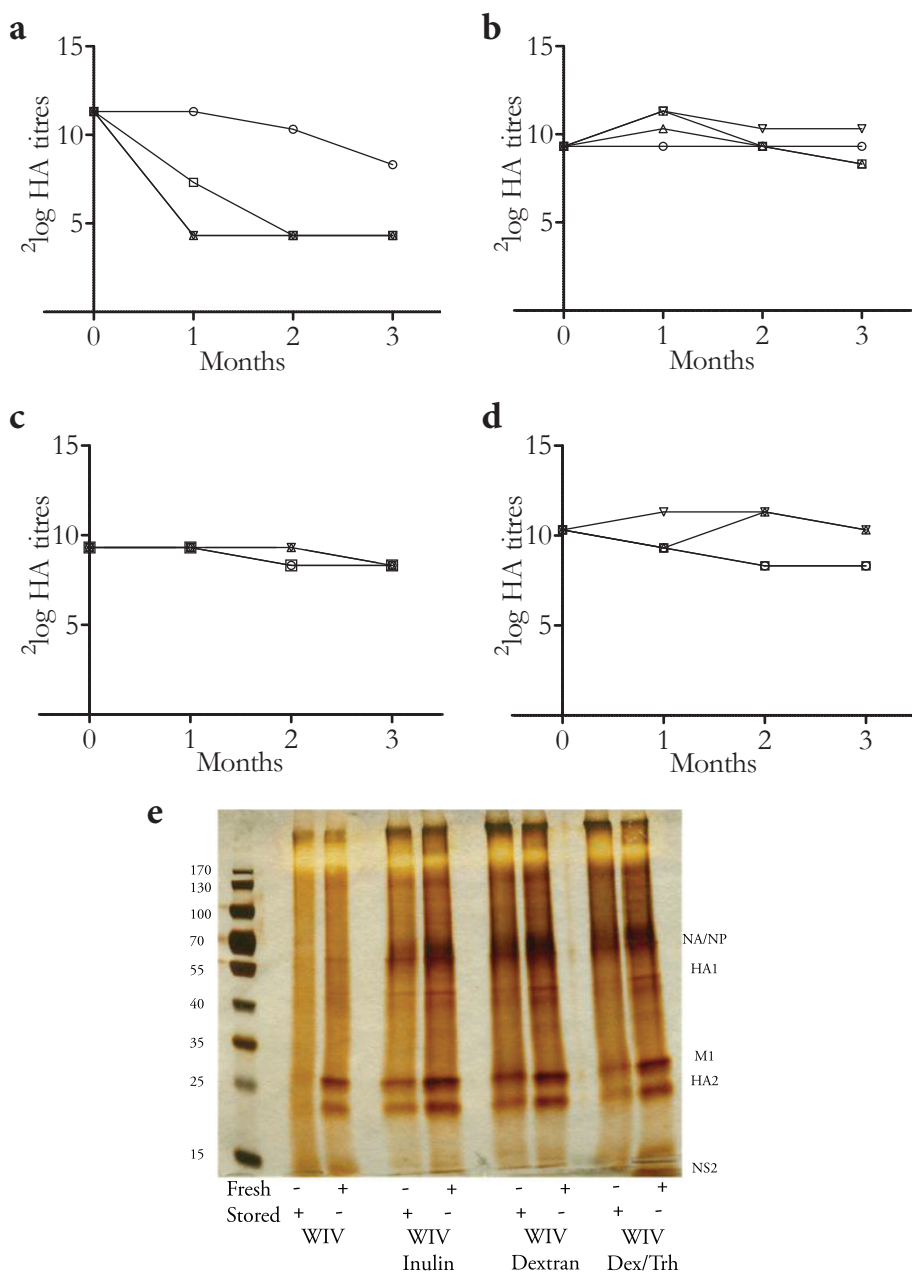 a
15
10
5
²log HA titres
0 1 2 3
Months
b
15
10
5
²log HA titres
0 1 2 3
Months
c
15
10
5
²log HA titres
0 1 2 3
Months
d
15
10
5
²log HA titres
0 1 2 3
Months
e
170
130
100
70
55
40
35
25
15
NA/NP
HA1
M1
HA2
NS2
Fresh - + - + - + - +
Stored + - + - + - + -
WIV WIV WIV WIV
Inulin Dextran Dex/Trh